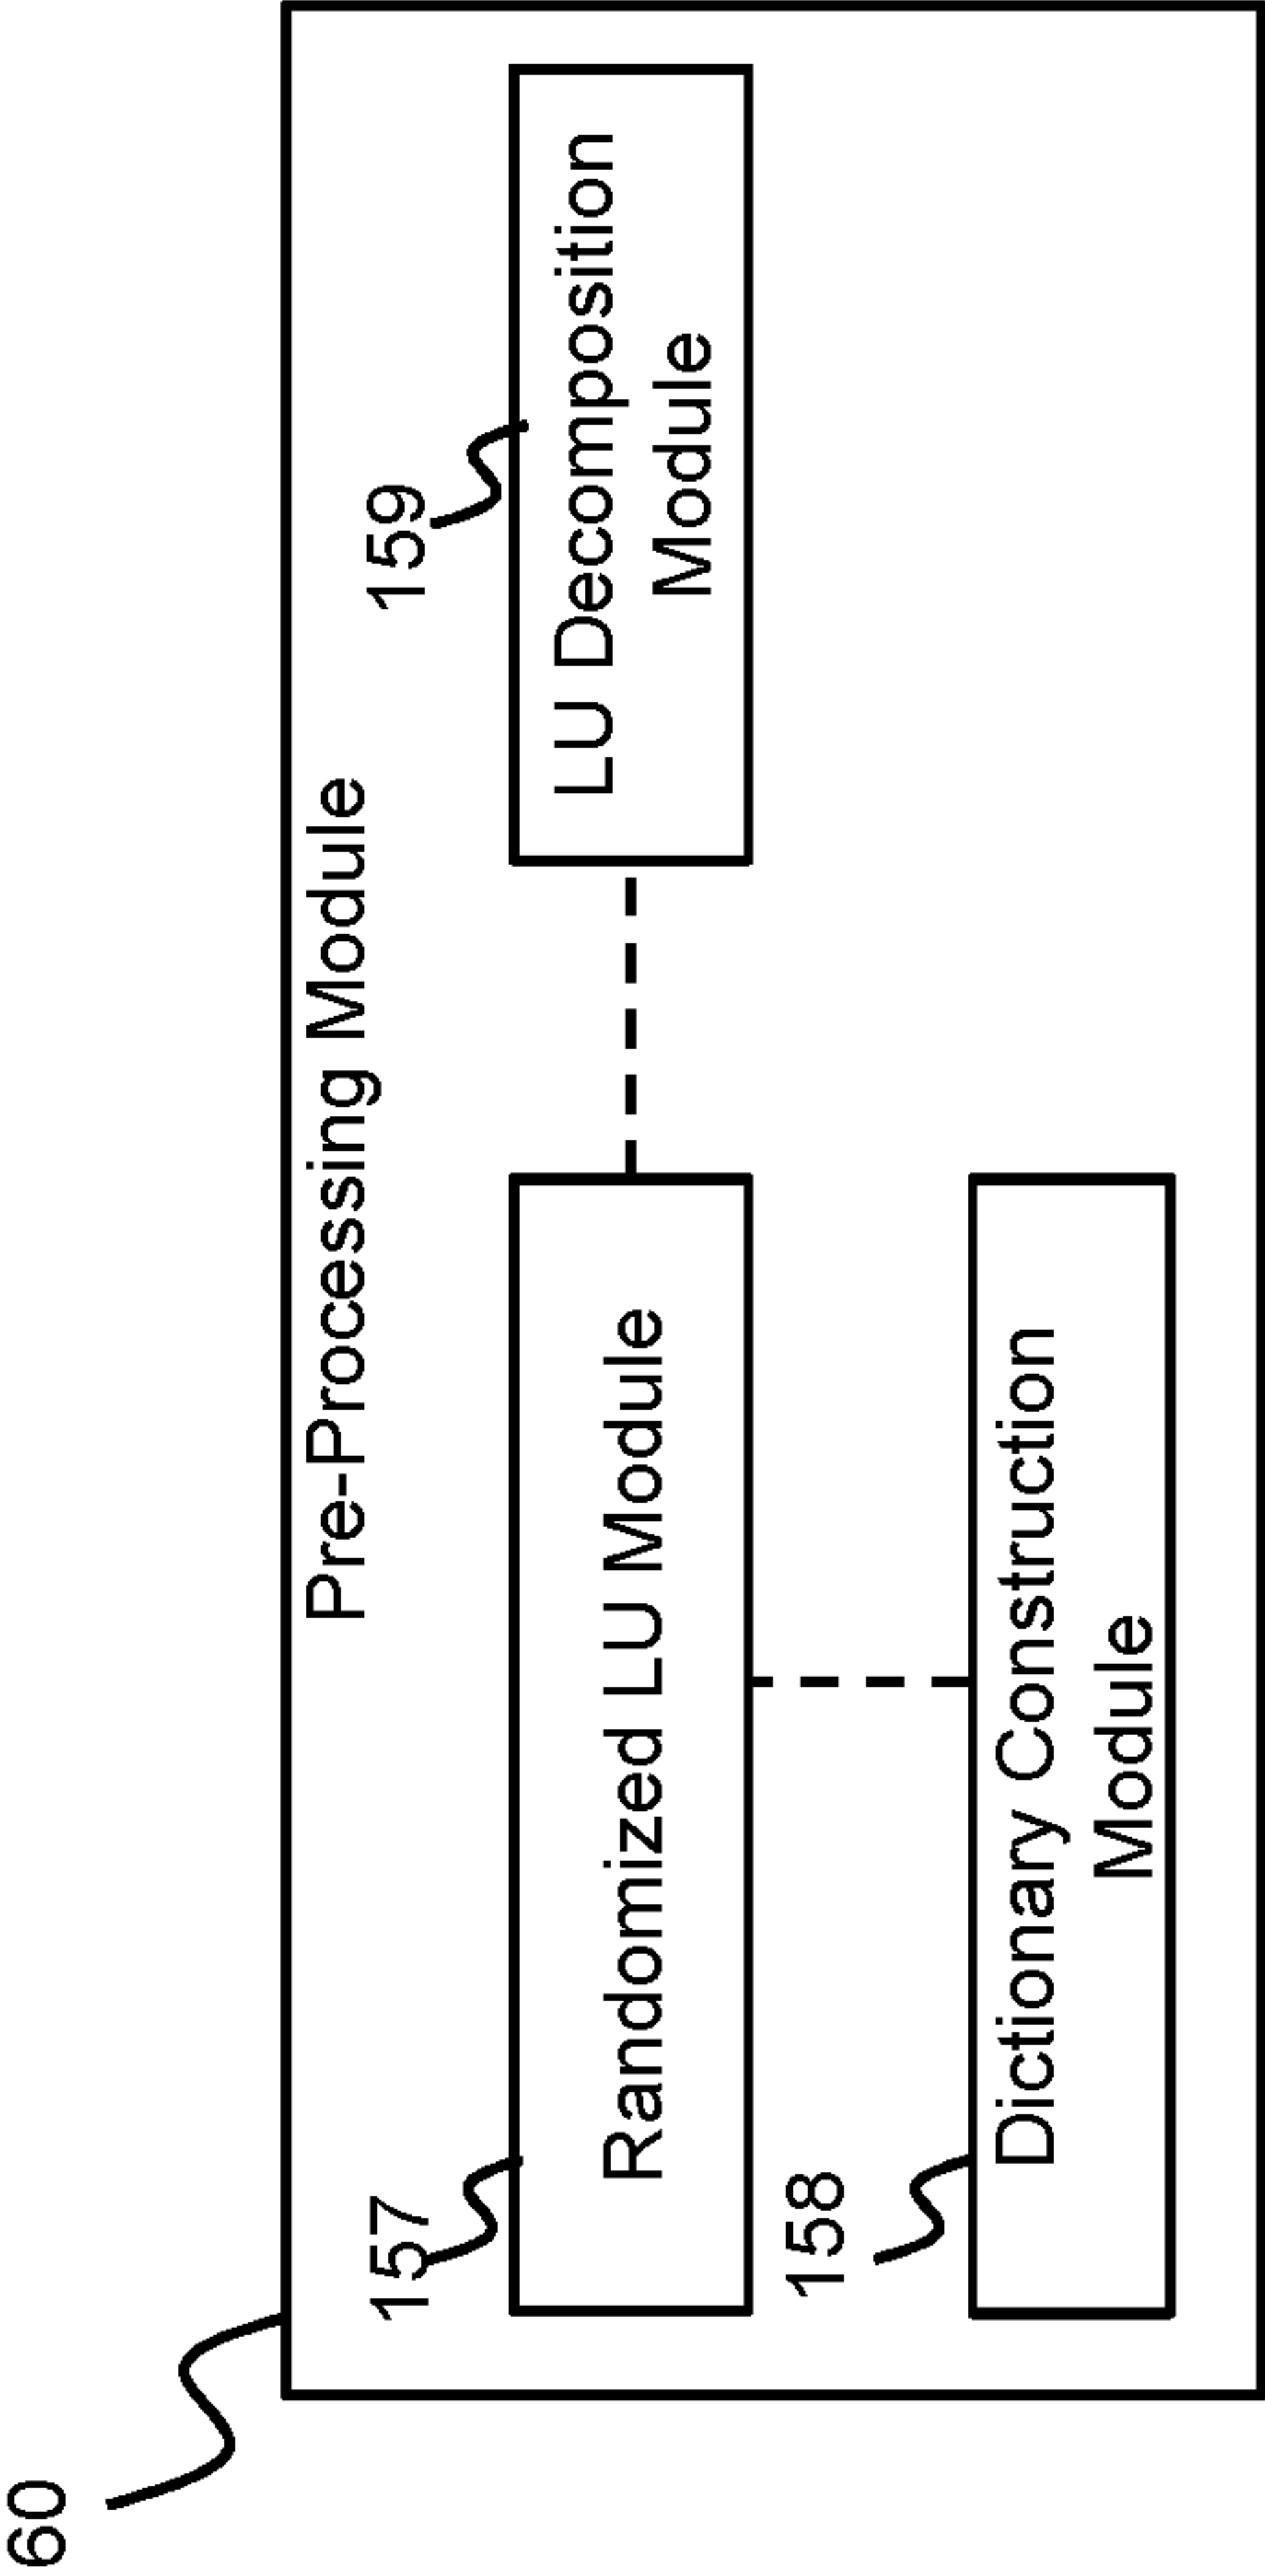 60
Pre-Processing Module
157
159
Randomized LU Module
LU Decomposition
Module
158
Dictionary Construction
Module